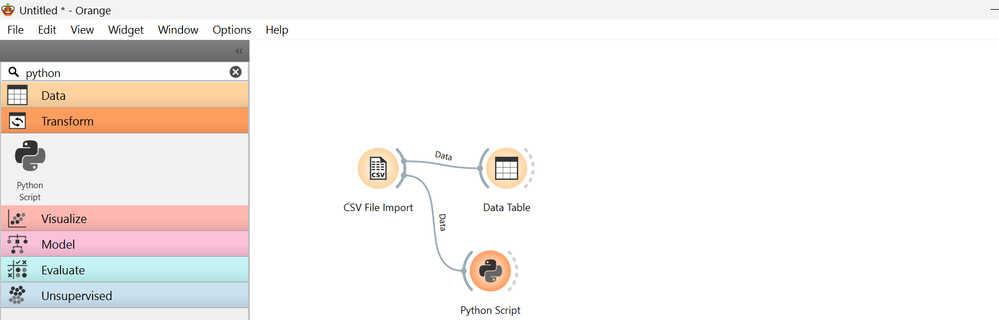 Untitled * - Orange
File Edit View Widget Window Options Help
python
Data
Transform
Python
Script
Visualize
Model
Evaluate
Unsupervised
Data
CSV
CSV File Import
Data Table
Data
Python Script